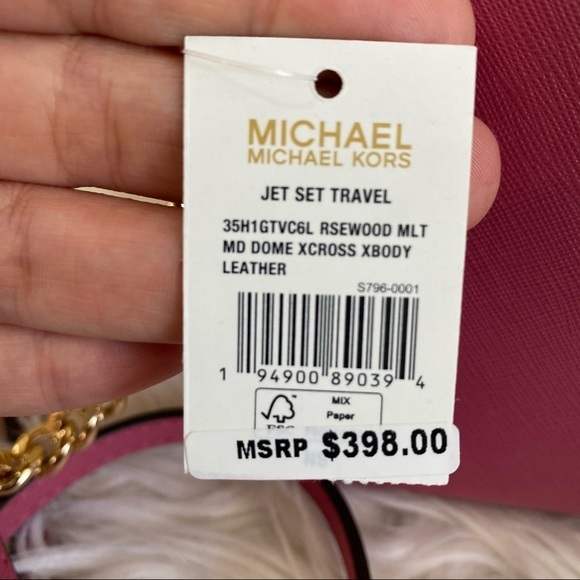 MICHAEL
MICHAEL KORS
JET SET TRAVEL
35H1GTVC6L RSEWOOD MLT
MD DOME XCROSS XBODY
LEATHER
S796-0001
1 94900 89039 4
MIX
Paper
FSC
MSRP $398.00